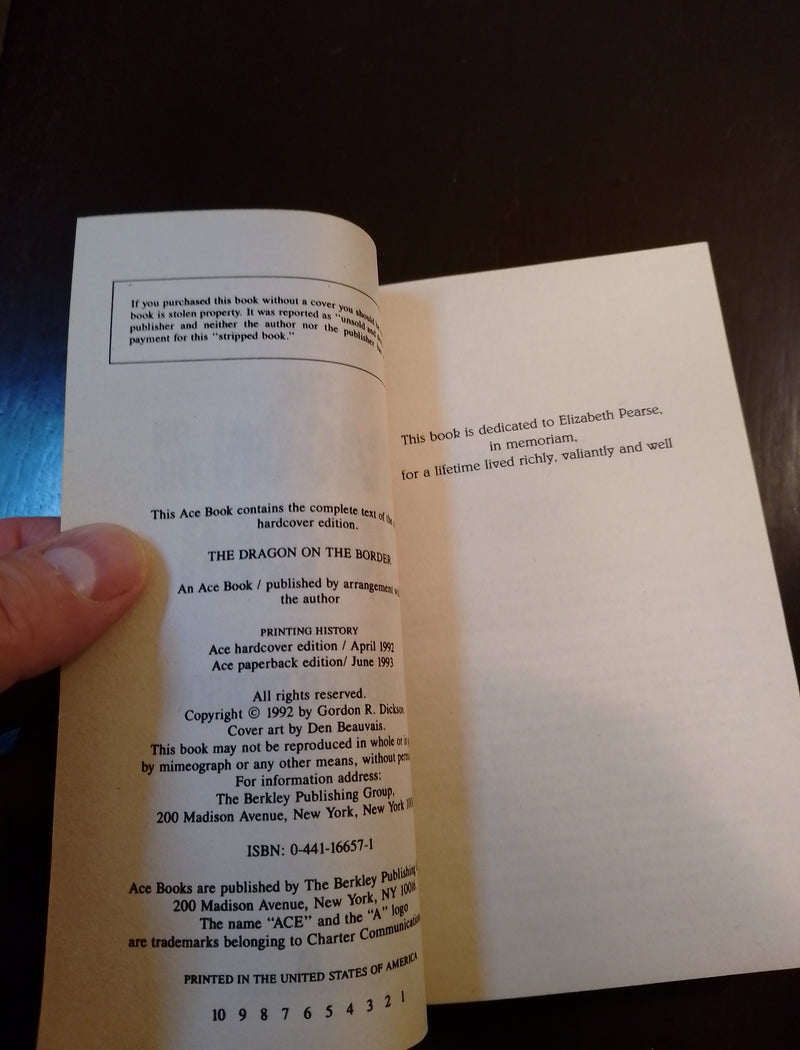 If you purchased this book without a cover you should
book is stolen property. It was reported as "unsold and
publisher and neither the author nor the publisher
payment for this "stripped book."
This Ace Book contains the complete text of the
hardcover edition.
THE DRAGON ON THE BORDER
An Ace Book / published by arrangement
the author
PRINTING HISTORY
Ace hardcover edition / April 1992
Ace paperback edition/ June 1993
All rights reserved.
Copyright © 1992 by Gordon R. Dickson
Cover art by Den Beauvais.
This book may not be reproduced in whole or
by mimeograph or any other means, without
For information address:
The Berkley Publishing Group,
200 Madison Avenue, New York, New York
ISBN: 0-441-16657-1
Ace Books are published by The Berkley Publishing
200 Madison Avenue, New York, NY 10016.
The name "ACE" and the "A" logo
are trademarks belonging to Charter Communications
PRINTED IN THE UNITED STATES OF AMERICA
10 9 8 7 6 5 4 3 2 1
This book is dedicated to Elizabeth Pearse,
in memoriam,
for a lifetime lived richly, valiantly and well